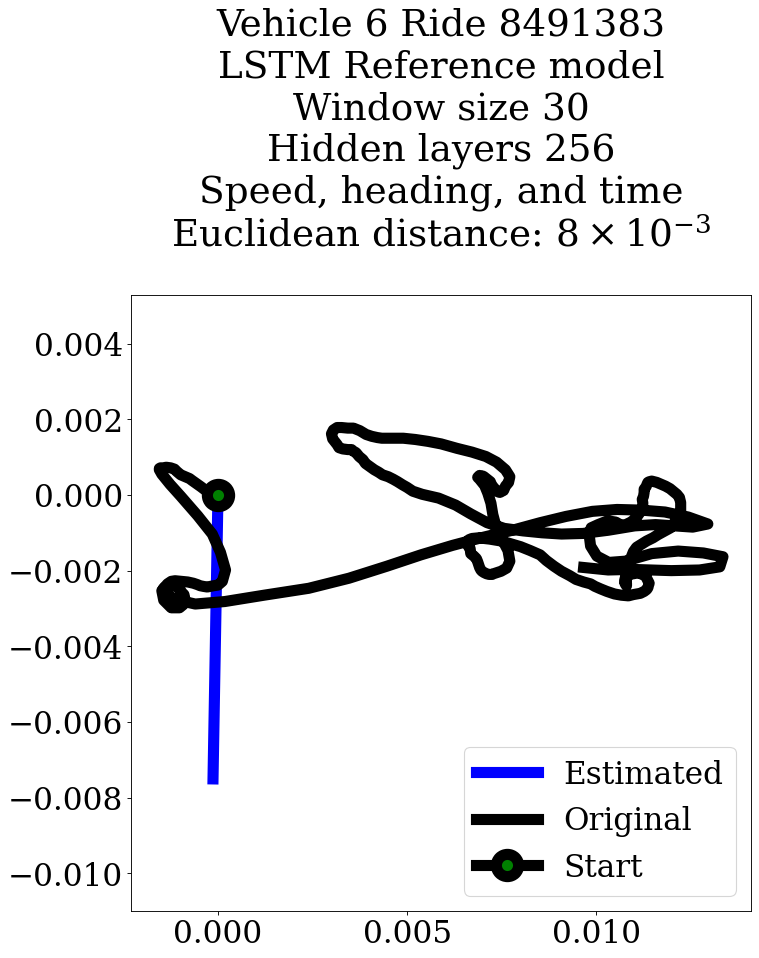 Vehicle 6 Ride 8491383
LSTM Reference model
Window size 30
Hidden layers 256
Speed, heading, and time
Euclidean distance: 8 × 10⁻³
0.004
0.002
0.000
−0.002
−0.004
−0.006
−0.008
−0.010
Estimated
Original
Start
0.000 0.005 0.010